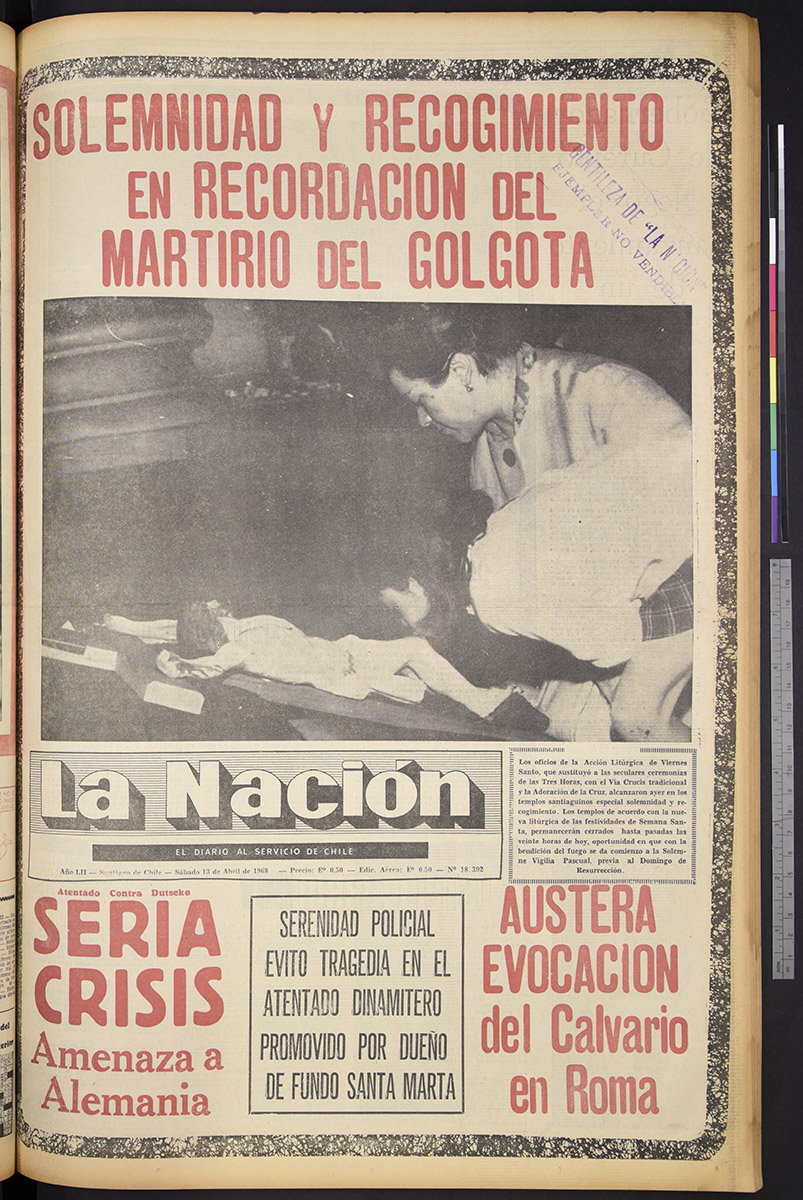 SOLEMNIDAD Y RECOGIMIENTO
EN RECORDACION DEL
MARTIRIO DEL GOLGOTA
GENTILEZA DE "LA
EJEMPLAR NO
La Nación
EL DIARIO AL SERVICIO DE CHILE
Año LII — Santiago de Chile — Sábado 13 de Abril de 1968 — Precio: Eº 0,50 — Edic. Aérea: Eº 0.50 — Nº 18.392
Los oficios de la Acción Litúrgica de Viernes
Santo, que sustituyó a las seculares ceremonias
de las Tres Horas, con el Vía Crucis tradicional
y la Adoración de la Cruz, alcanzaron ayer en los
templos santiaguinos especial solemnidad y re-
cogimiento. Los templos de acuerdo con la nue-
va litúrgica de las festividades de Semana San-
ta, permanecerán cerrados hasta pasadas las
veinte horas de hoy, oportunidad en que con la
bendición del fuego se da comienzo a la Solem-
ne Vigilia Pascual, previa al Domingo de
Resurrección.
Atentado Contra Dutscke
SERIA
CRISIS
Amenaza a
Alemania
SERENIDAD POLICIAL
EVITO TRAGEDIA EN EL
ATENTADO DINAMITERO
PROMOVIDO POR DUEÑO
DE FUNDO SANTA MARTA
AUSTERA
EVOCACION
del Calvario
en Roma